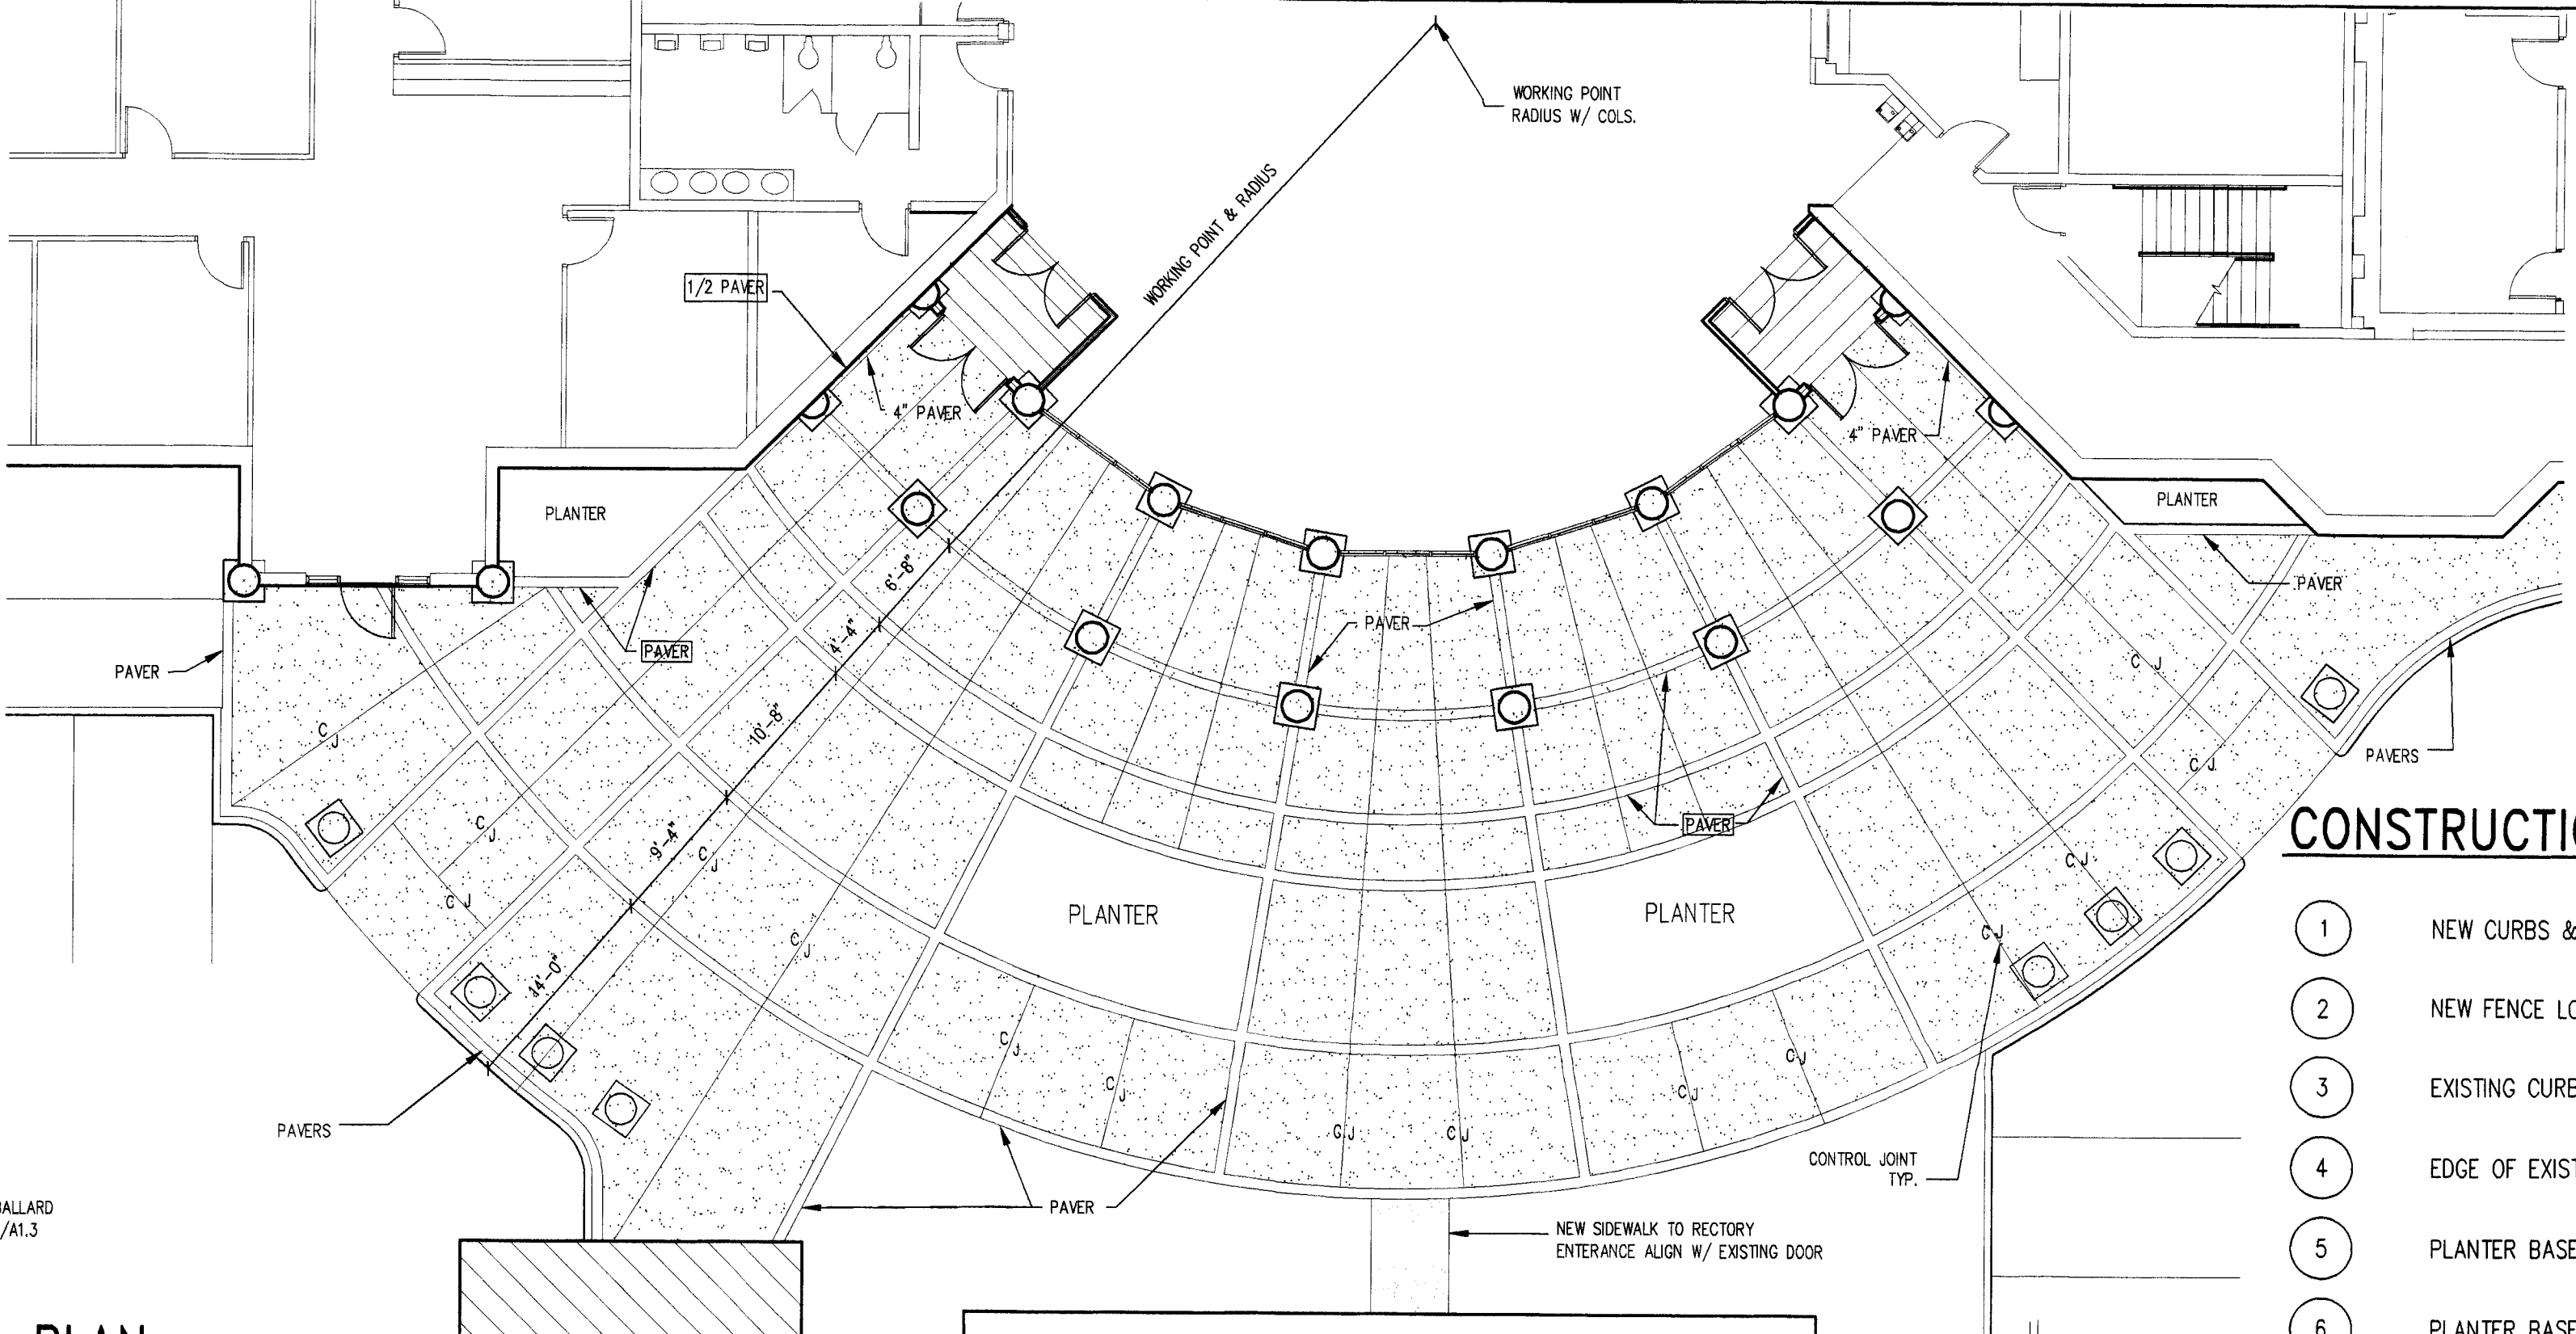 WORKING POINT
RADIUS W/ COLS.
WORKING POINT & RADIUS
1/2 PAVER
4" PAVER
4" PAVER
PLANTER
PLANTER
PAVER
6'-8"
PAVER
4'-4"
PAVER
PAVER
C J
C J
10'-8"
PAVERS
C J
CONSTRUCTI
C J
9'-4"
PAVER
C J
C J
C J
PLANTER
PLANTER
1
NEW CURBS &
C J
C J
14'-0"
2
NEW FENCE LO
C J
C J
C J
C J
3
EXISTING CURB
PAVERS
C J
C J
CONTROL JOINT
TYP.
4
EDGE OF EXIST
BALLARD
/A1.3
PAVER
NEW SIDEWALK TO RECTORY
ENTERANCE ALIGN W/ EXISTING DOOR
5
PLANTER BASE
PLAN
6
PLANTER BASE